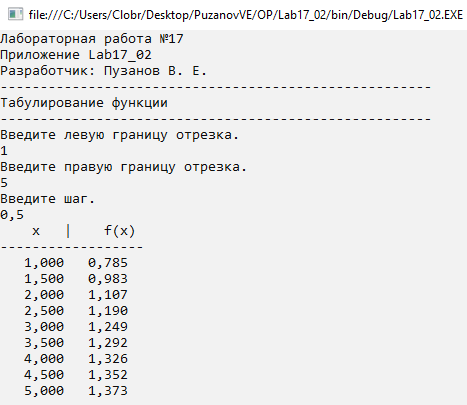 file:///C:/Users/Clobr/Desktop/PuzanovVE/OP/Lab17_02/bin/Debug/Lab17_02.EXE
Лабораторная работа №17
Приложение Lab17_02
Разработчик: Пузанов В. Е.
------------------------------------------------------
Табулирование функции
------------------------------------------------------
Введите левую границу отрезка.
1
Введите правую границу отрезка.
5
Введите шаг.
0,5
    x   |    f(x)
------------------
   1,000   0,785
   1,500   0,983
   2,000   1,107
   2,500   1,190
   3,000   1,249
   3,500   1,292
   4,000   1,326
   4,500   1,352
   5,000   1,373